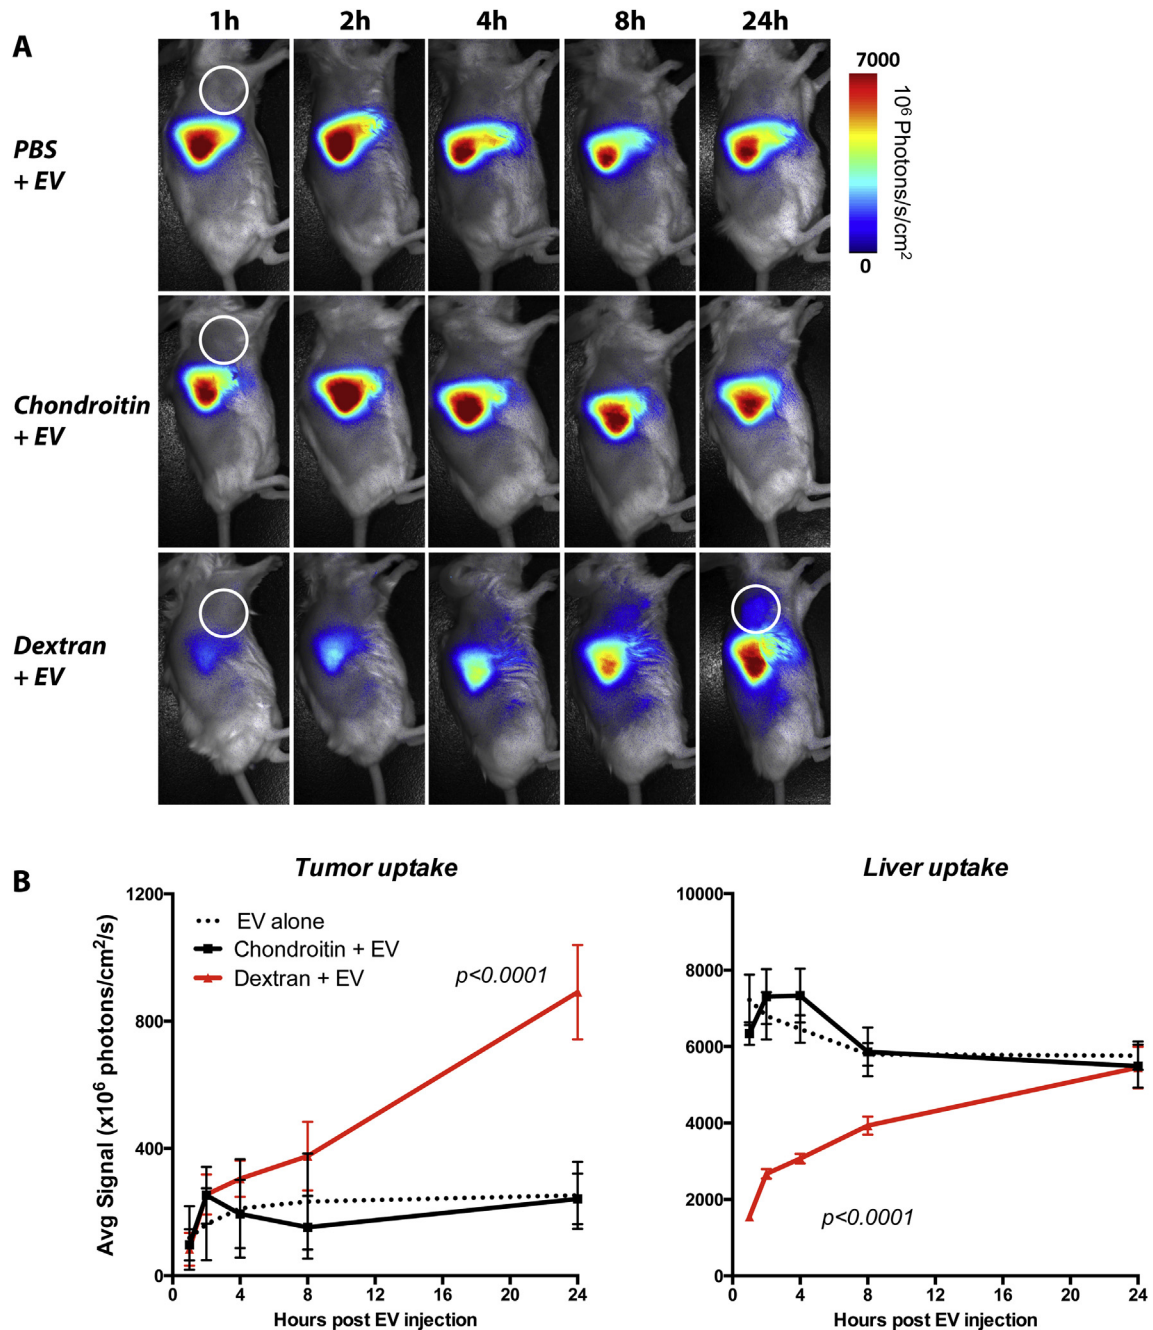 1h 2h 4h 8h 24h
A
7000
10⁶ Photons/s/cm²
0
PBS
+ EV
Chondroitin
+ EV
Dextran
+ EV
B
Tumor uptake
Avg Signal (x10⁶ photons/cm²/s)
1200
800
400
0
EV alone
Chondroitin + EV
Dextran + EV
p<0.0001
0 4 8 12 16 20 24
Hours post EV injection
Liver uptake
10000
8000
6000
4000
2000
0
p<0.0001
0 4 8 12 16 20 24
Hours post EV injection